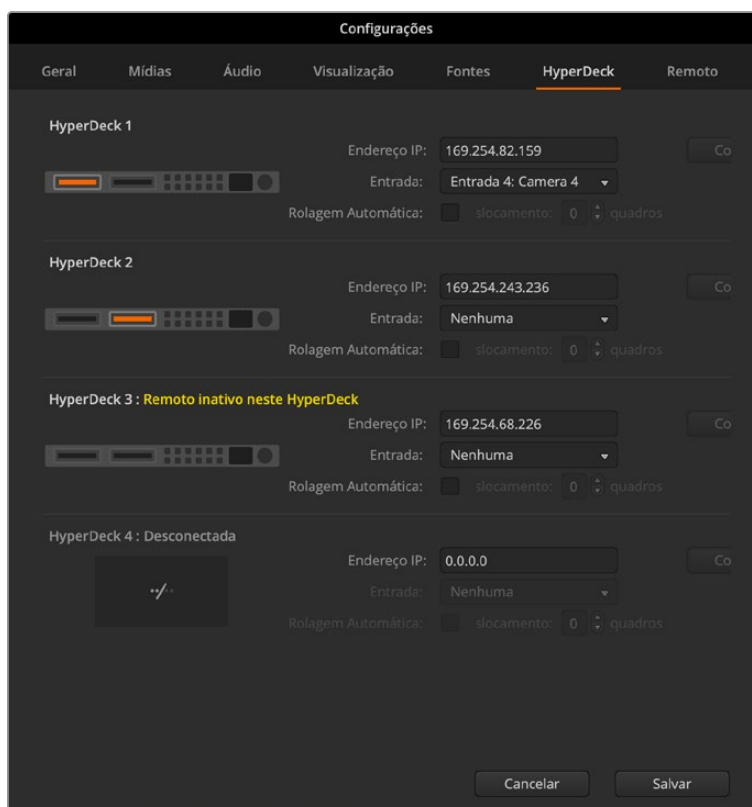 Configurações
Geral Mídias Áudio Visualização Fontes HyperDeck Remoto
HyperDeck 1
Endereço IP: 169.254.82.159 Co
Entrada: Entrada 4: Camera 4
Rolagem Automática: slocamento: 0 quadros
HyperDeck 2
Endereço IP: 169.254.243.236 Co
Entrada: Nenhuma
Rolagem Automática: slocamento: 0 quadros
HyperDeck 3 : Remoto inativo neste HyperDeck
Endereço IP: 169.254.68.226 Co
Entrada: Nenhuma
Rolagem Automática: slocamento: 0 quadros
HyperDeck 4 : Desconectada
Endereço IP: 0.0.0.0 Co
Entrada: Nenhuma
Rolagem Automática: slocamento: 0 quadros
Cancelar Salvar